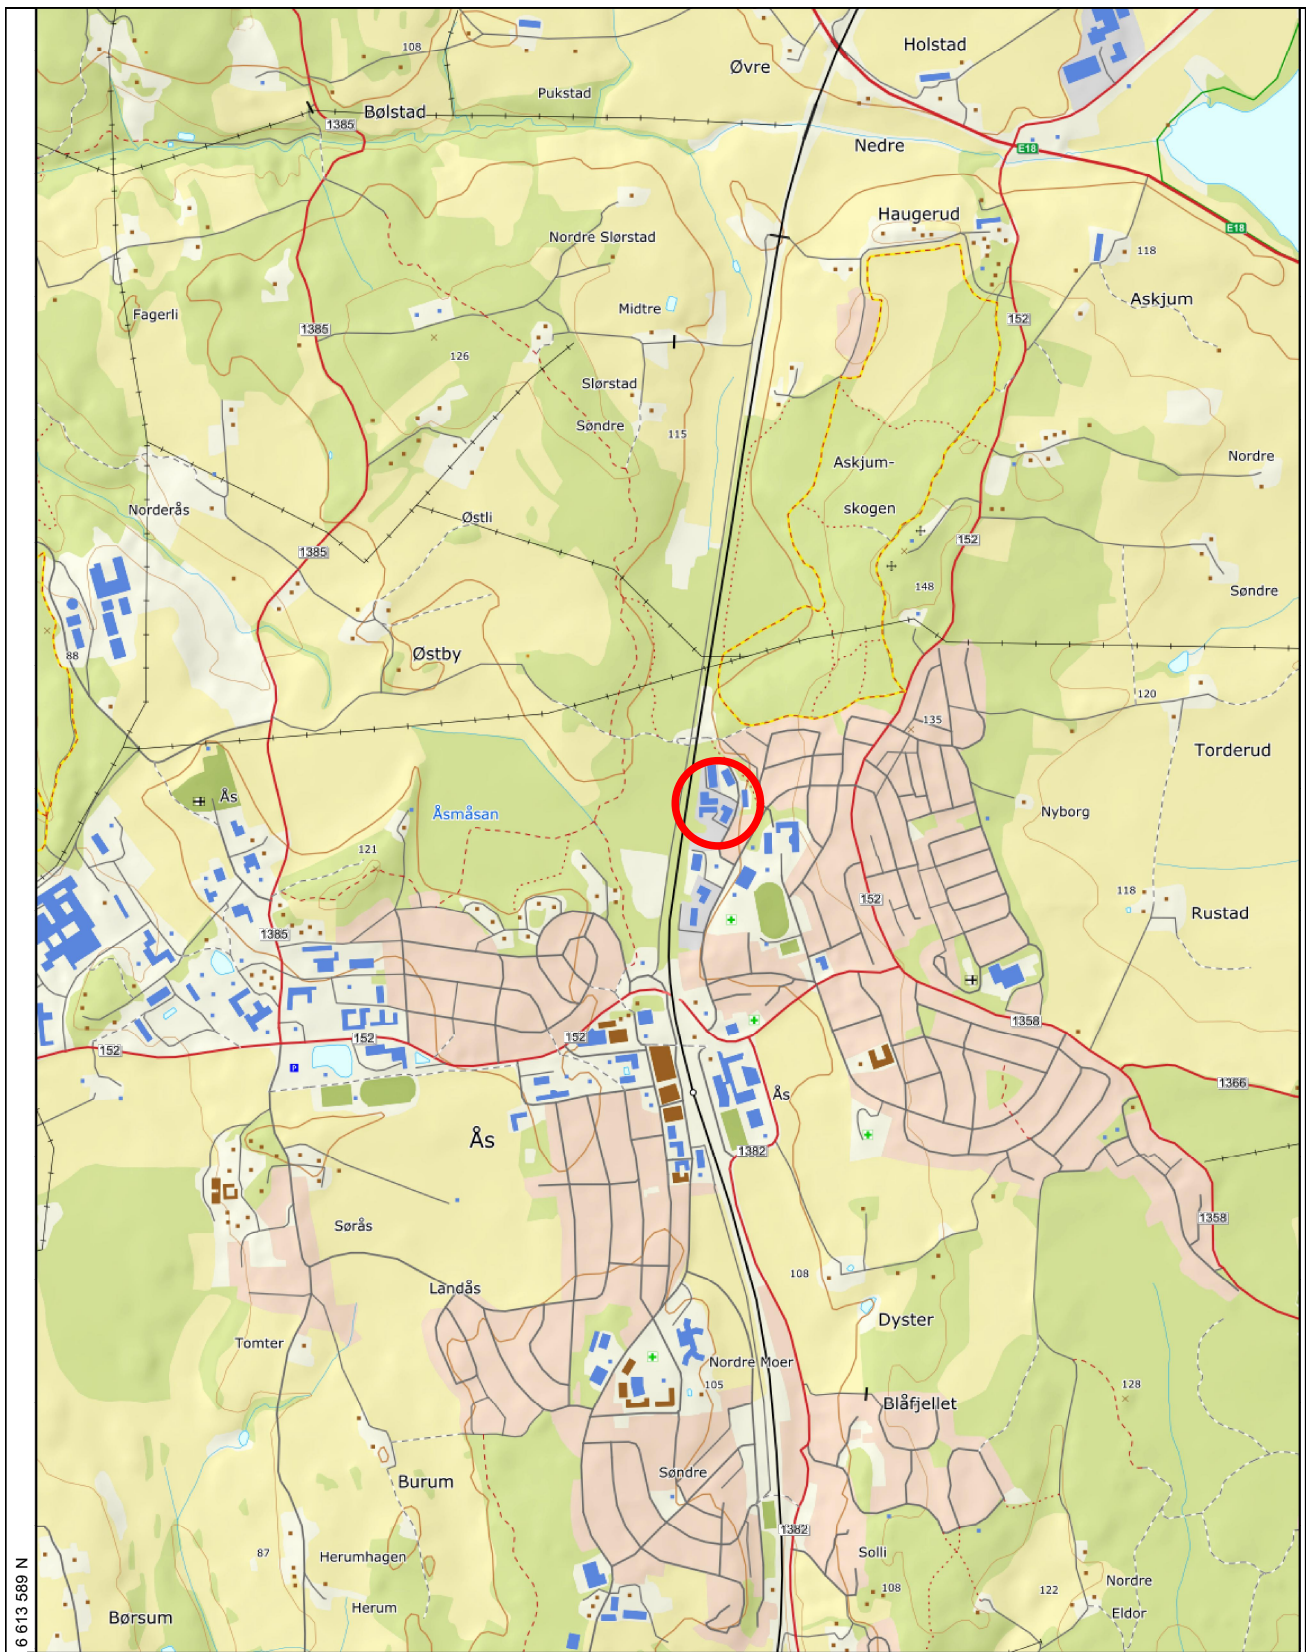 Holstad
108
Øvre
Pukstad
Bølstad
1385
Nedre
E18
Haugerud
E18
Nordre Slørstad
118
Askjum
Midtre
Fagerli
152
1385
126
Slørstad
Søndre
115
Nordre
Askjum-
skogen
Norderås
Østli
152
1385
148
Søndre
Østby
88
120
135
Torderud
Ås
Åsmåsan
Nyborg
121
118
152
Rustad
1385
1358
152
152
152
P
1366
Ås
Ås
1382
1358
Sørås
108
Landås
Dyster
Tomter
Nordre Moer
105
128
Blåfjellet
Søndre
Burum
1382
87
Herumhagen
Solli
Nordre
108
122
Herum
Eldor
Børsum
6 613 589 N